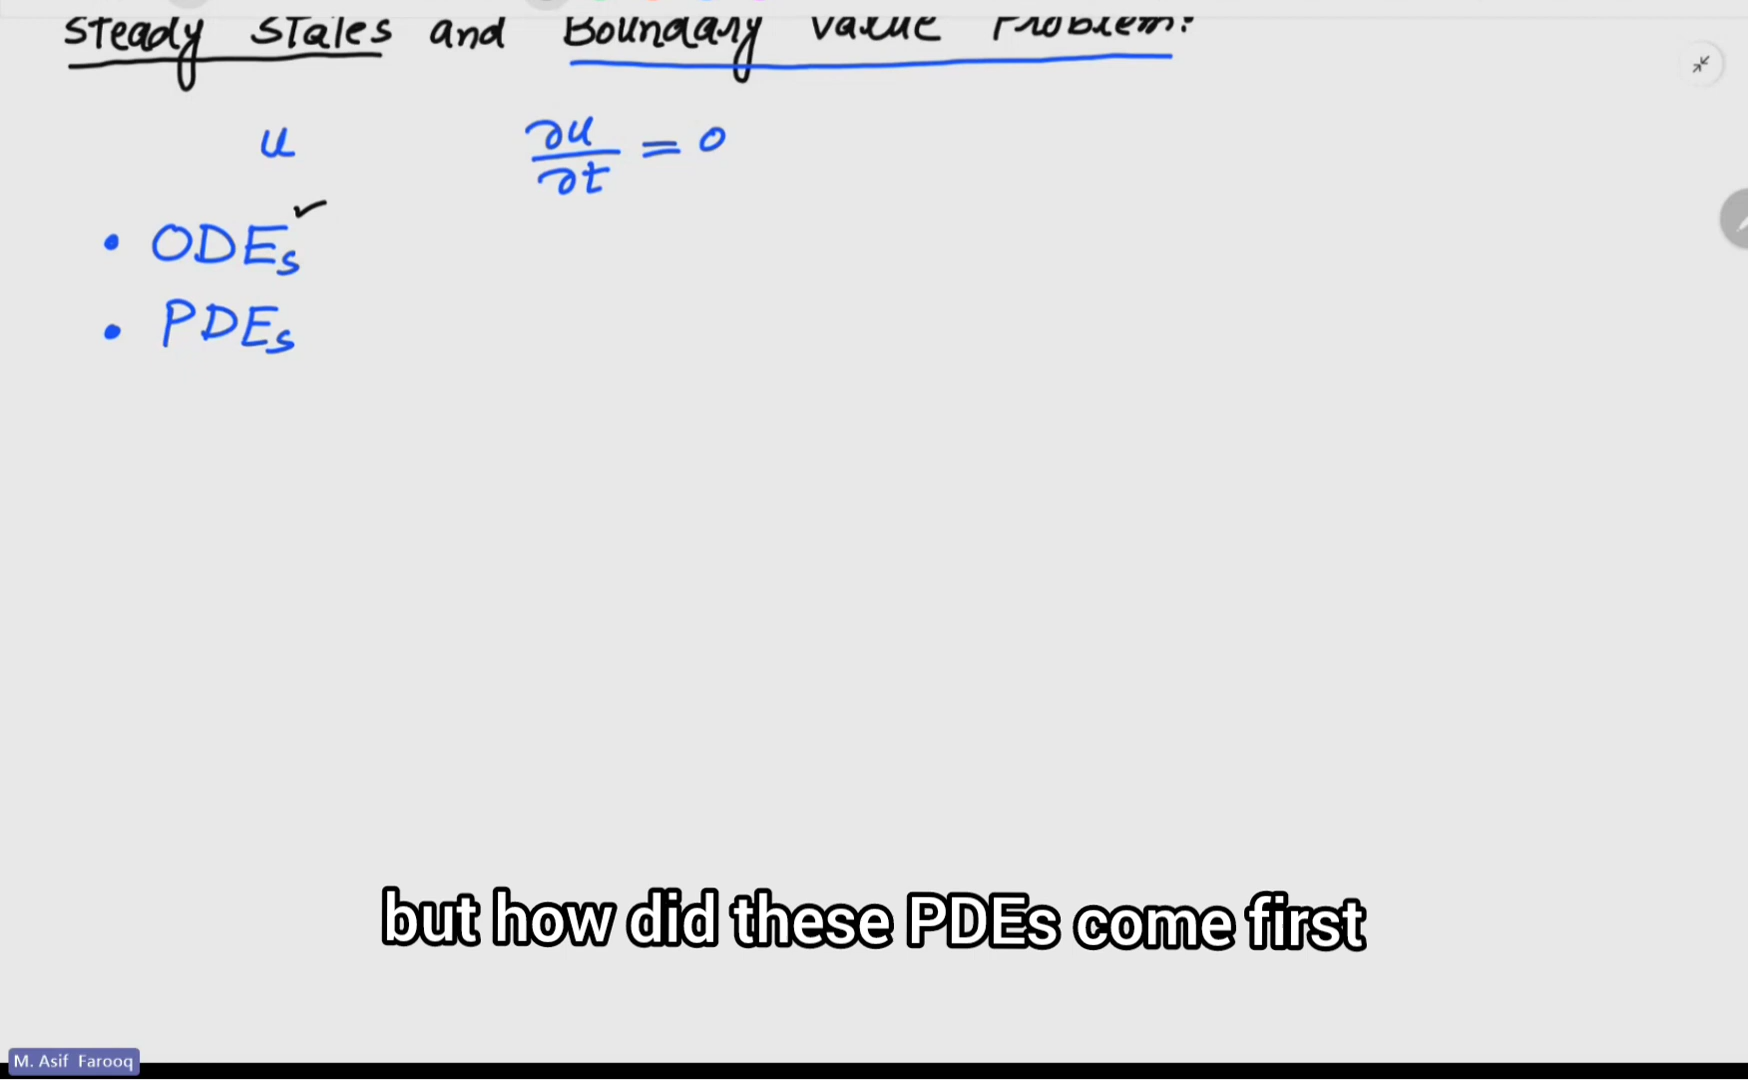 Steady States and Boundary Value Problem:
u ∂u/∂t = 0
• ODEs ✓
• PDEs
but how did these PDEs come first
M. Asif Farooq